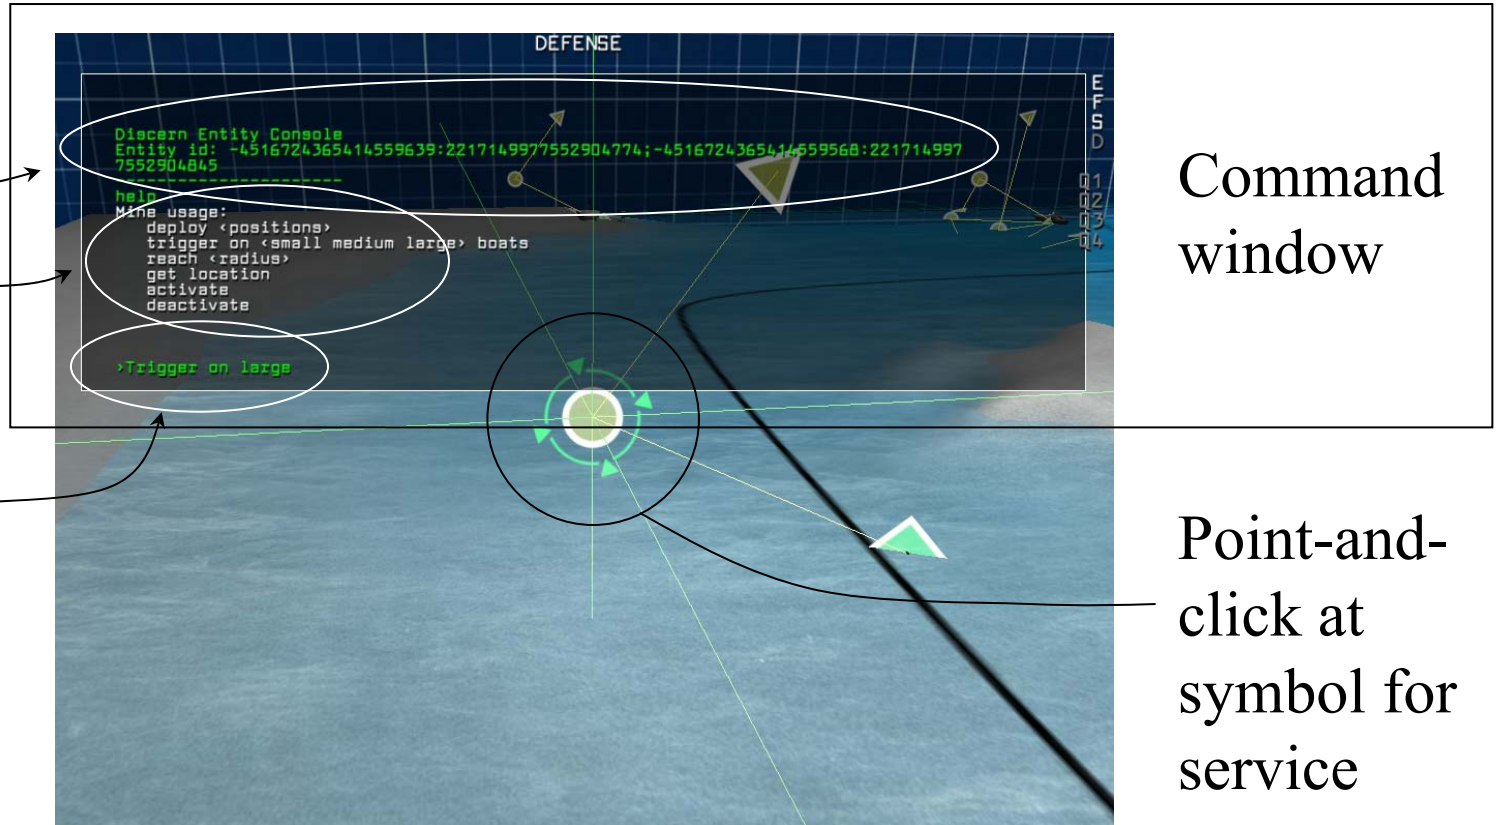 DEFENSE
Discern Entity Console
Entity id: -4516724365414559639:2217149977552904774;-4516724365414559568:221714997
7552904845
----------------------
help
Mine usage:
deploy <positions>
trigger on <small medium large> boats
reach <radius>
get location
activate
deactivate
>Trigger on large
E
F
S
D
Q1
Q2
Q3
Q4
Command
window
Point-and-
click at
symbol for
service